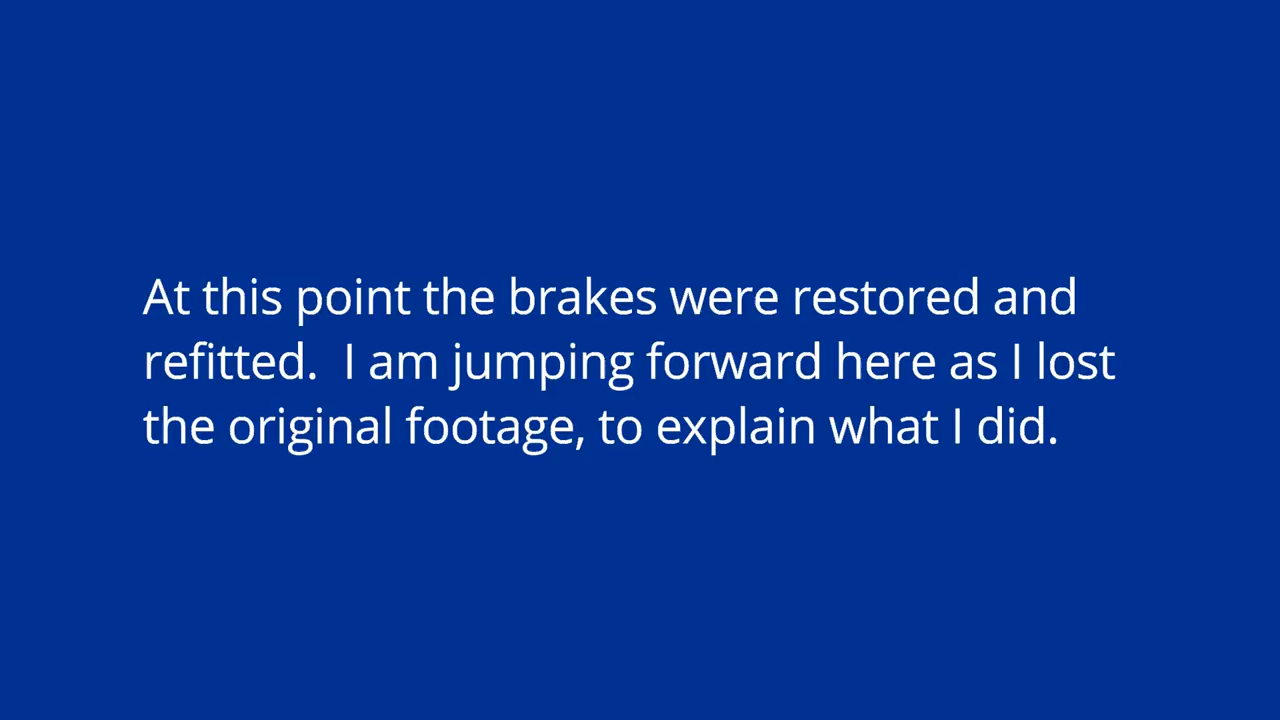 At this point the brakes were restored and
refitted.  I am jumping forward here as I lost
the original footage, to explain what I did.